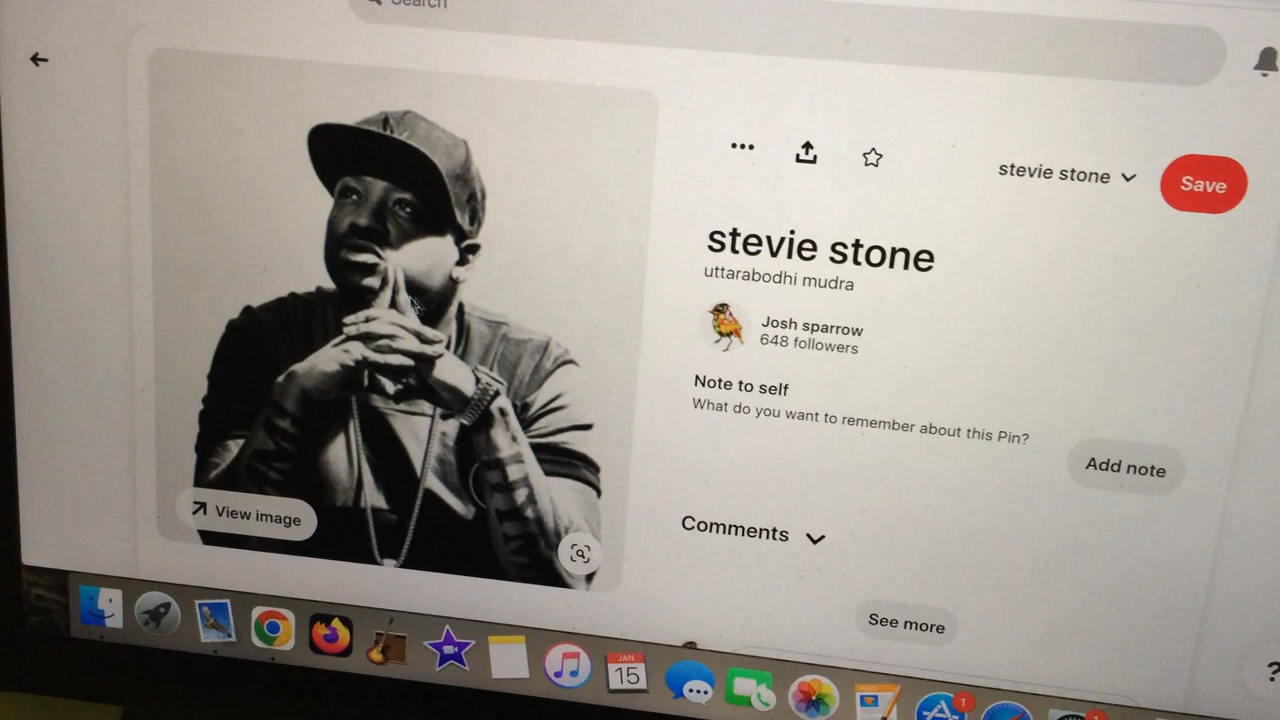 Search
stevie stone
Save
stevie stone
uttarabodhi mudra
Josh sparrow
648 followers
Note to self
What do you want to remember about this Pin?
Add note
View image
Comments
See more
?
JAN
15
1